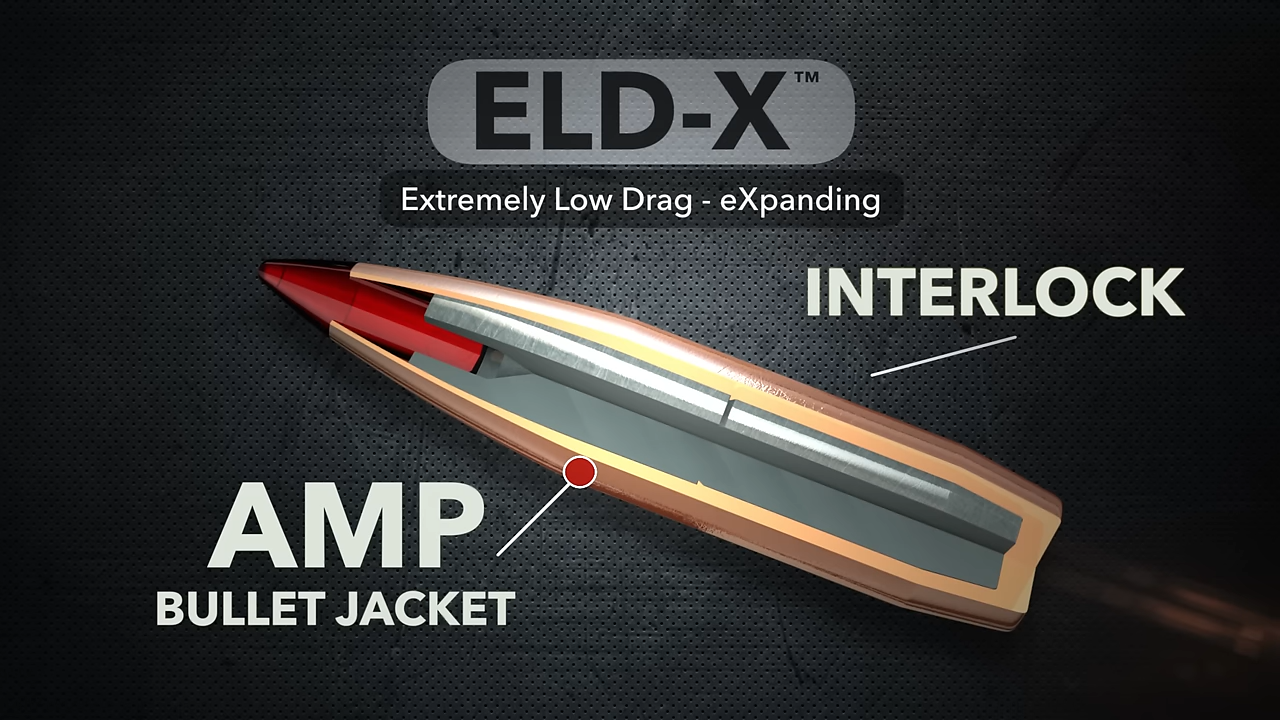 ELD-X™
Extremely Low Drag - eXpanding
INTERLOCK
AMP
BULLET JACKET